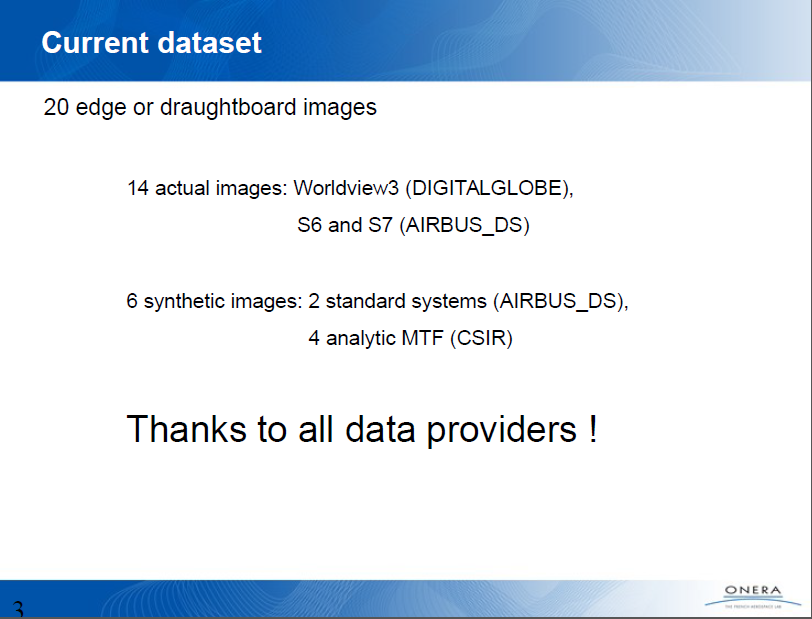 Current dataset
20 edge or draughtboard images
14 actual images: Worldview3 (DIGITALGLOBE),
S6 and S7 (AIRBUS_DS)
6 synthetic images: 2 standard systems (AIRBUS_DS),
4 analytic MTF (CSIR)
Thanks to all data providers !
ONERA
THE FRENCH AEROSPACE LAB
3